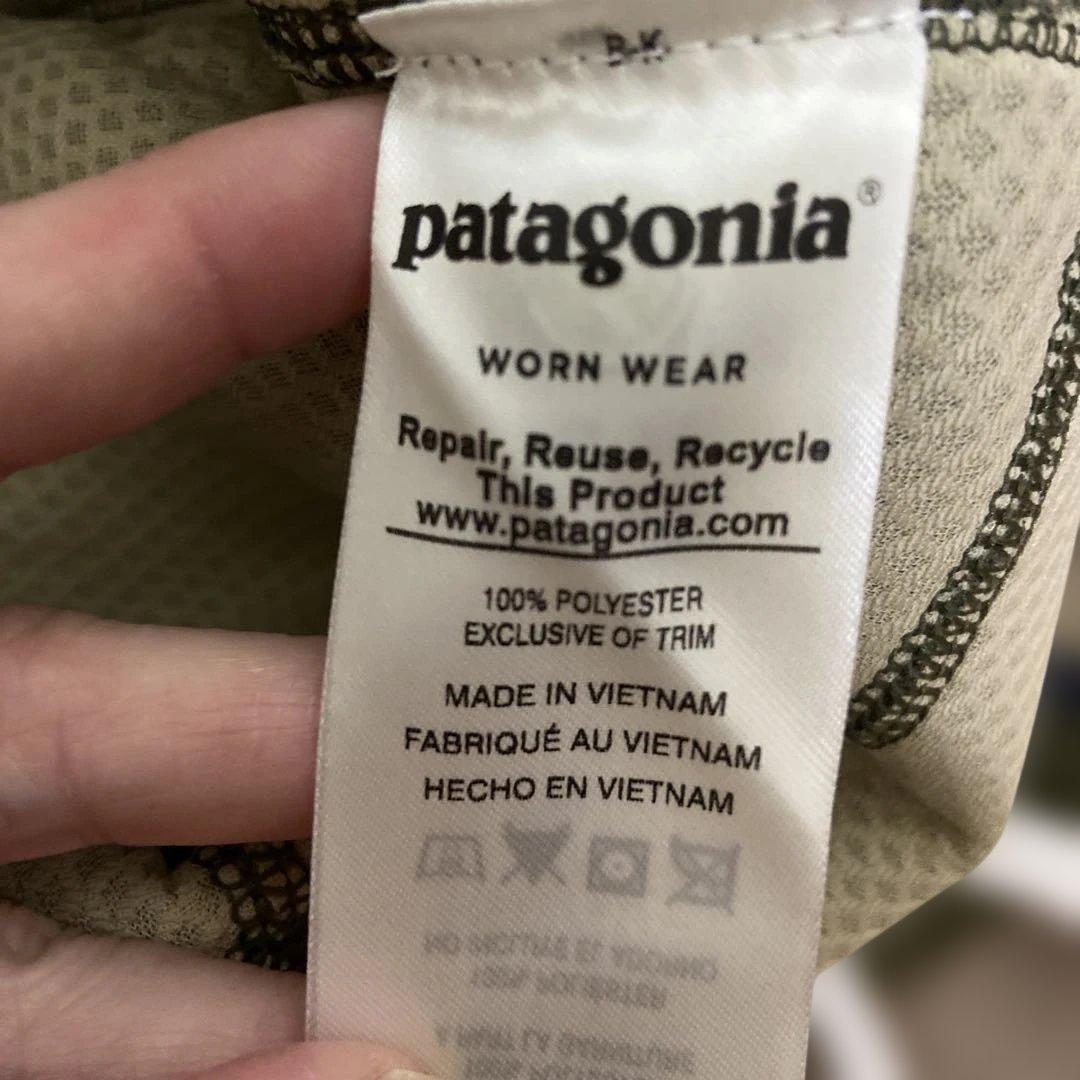 patagonia®
WORN WEAR
Repair, Reuse, Recycle
This Product
www.patagonia.com
100% POLYESTER
EXCLUSIVE OF TRIM
MADE IN VIETNAM
FABRIQUÉ AU VIETNAM
HECHO EN VIETNAM